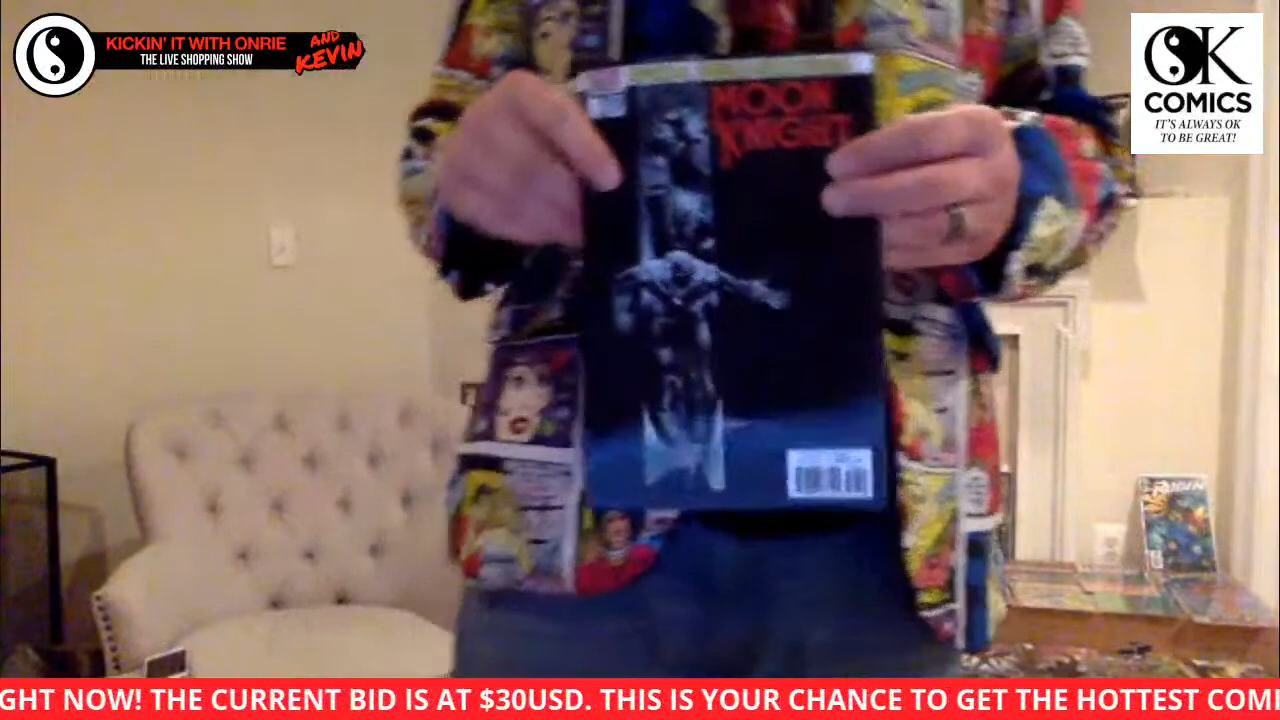 KICKIN' IT WITH ONRIE
THE LIVE SHOPPING SHOW
AND
KEVIN
OK
COMICS
IT'S ALWAYS OK
TO BE GREAT!
MOON
KNIGHT
ROBIN
GHT NOW! THE CURRENT BID IS AT $30USD. THIS IS YOUR CHANCE TO GET THE HOTTEST COMI